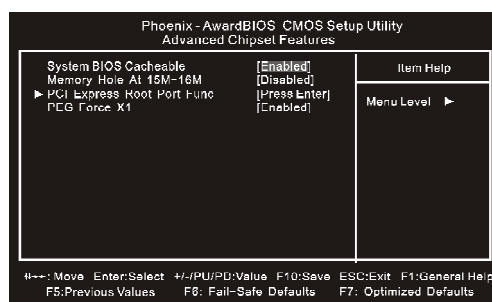 Phoenix - AwardBIOS CMOS Setup Utility
Advanced Chipset Features
System BIOS Cacheable [Enabled]
Memory Hole At 15M-16M [Disabled]
▶ PCI Express Root Port Func [Press Enter]
PEG Force X1 [Enabled]
Item Help
Menu Level ▶
↑↓→←: Move Enter:Select +/-/PU/PD:Value F10:Save ESC:Exit F1:General Help
F5:Previous Values F6: Fail-Safe Defaults F7: Optimized Defaults